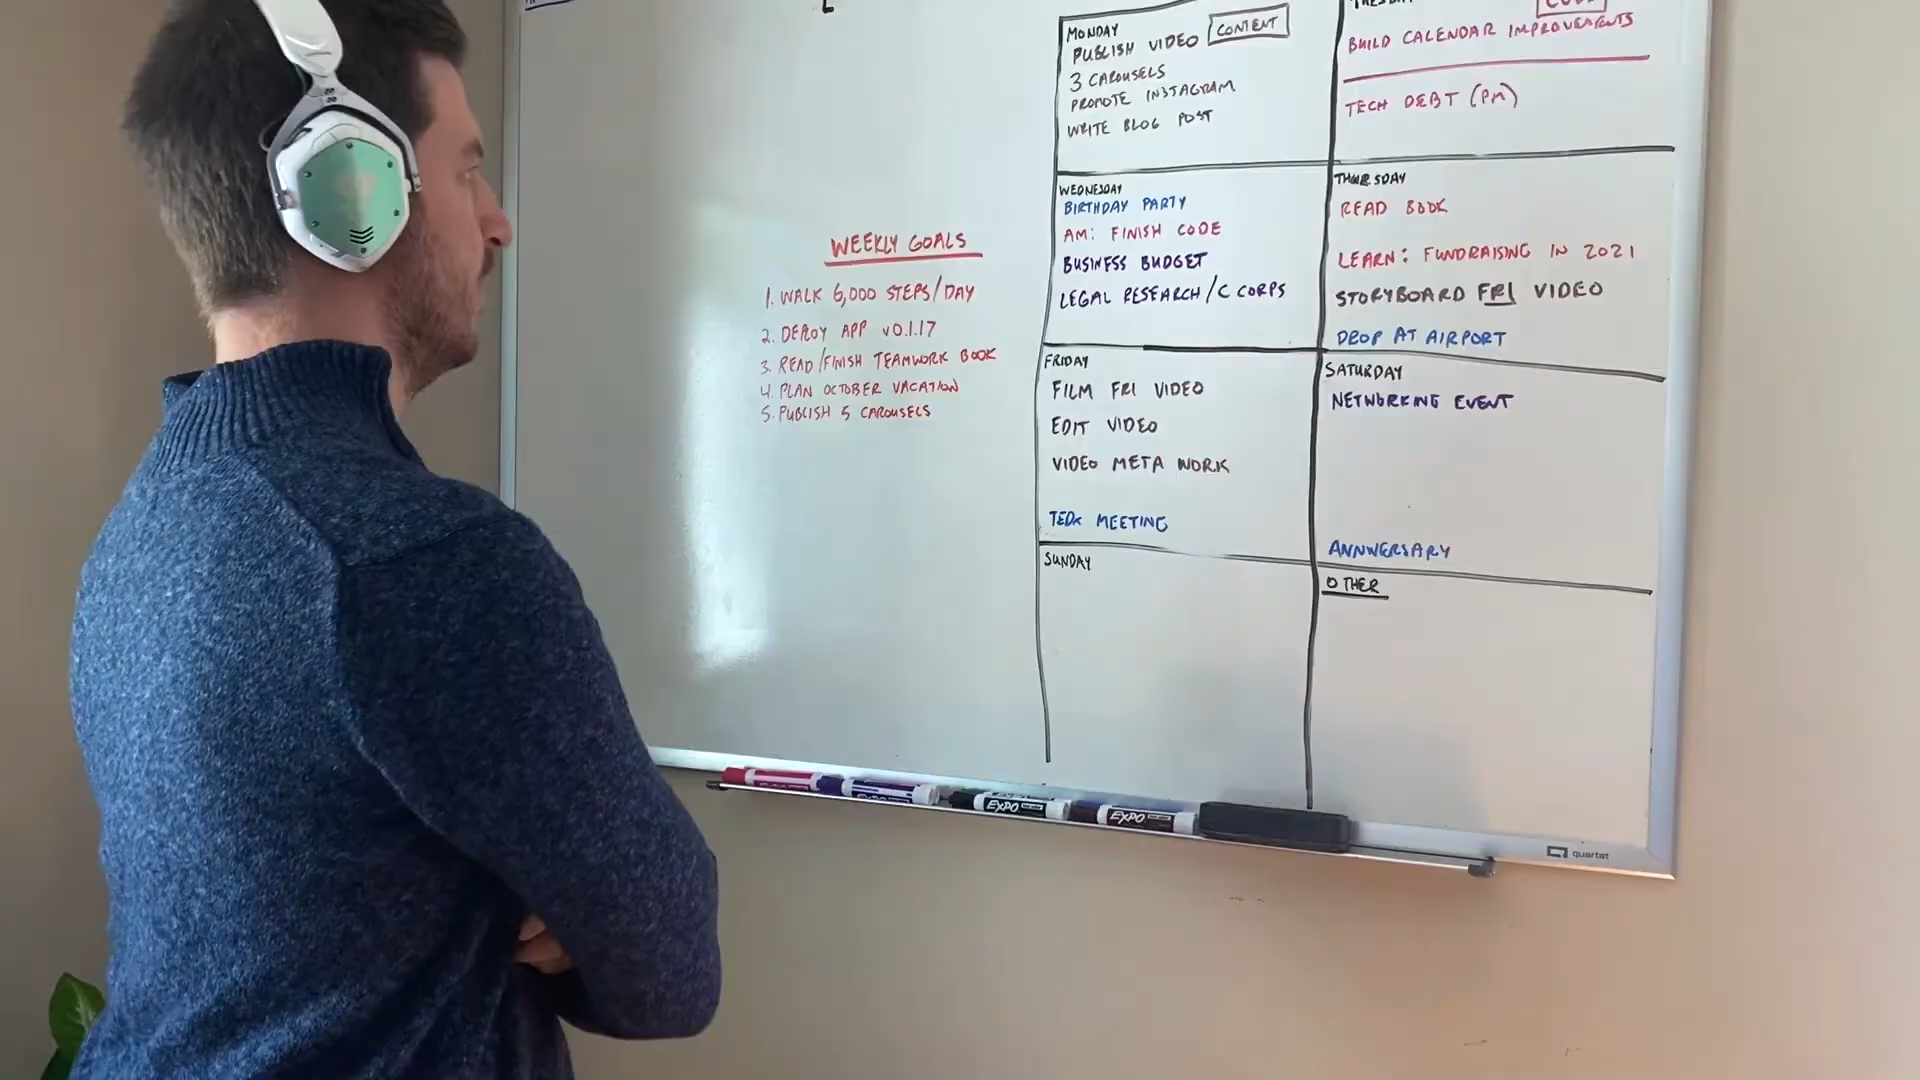 WEEKLY GOALS
1. WALK 6,000 STEPS/DAY
2. DEPLOY APP v0.1.17
3. READ/FINISH TEAMWORK BOOK
4. PLAN OCTOBER VACATION
5. PUBLISH 5 CAROUSELS
MONDAY
CONTENT
PUBLISH VIDEO
3 CAROUSELS
PROMOTE INSTAGRAM
WRITE BLOG POST
TUESDAY
CODE
BUILD CALENDAR IMPROVEMENTS
TECH DEBT (PM)
WEDNESDAY
BIRTHDAY PARTY
AM: FINISH CODE
BUSINESS BUDGET
LEGAL RESEARCH/C CORPS
THURSDAY
READ BOOK
LEARN: FUNDRAISING IN 2021
STORYBOARD FRI VIDEO
DROP AT AIRPORT
FRIDAY
FILM FRI VIDEO
EDIT VIDEO
VIDEO META WORK
TEDx MEETING
SATURDAY
NETWORKING EVENT
ANNIVERSARY
SUNDAY
OTHER
EXPO
EXPO
EXPO
quartet